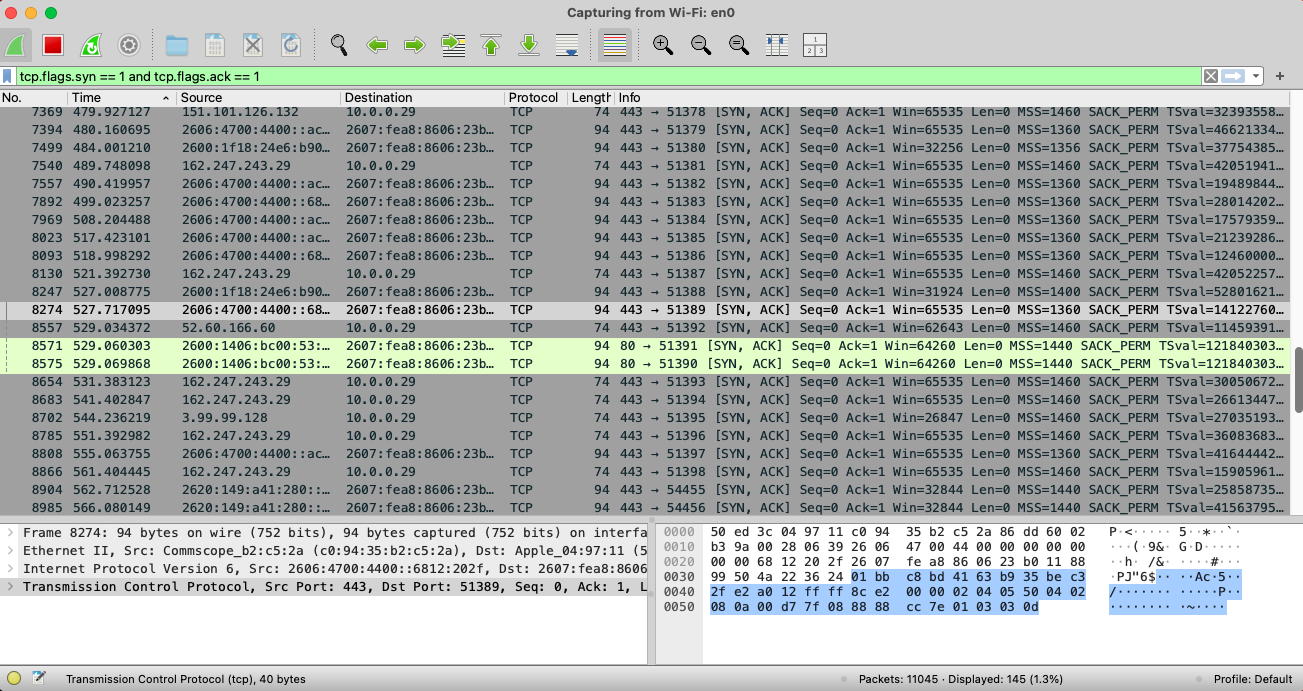 Capturing from Wi-Fi: en0
tcp.flags.syn == 1 and tcp.flags.ack == 1
No. Time Source Destination Protocol Length Info
7369 479.927127 151.101.126.132 10.0.0.29 TCP 74 443 → 51378 [SYN, ACK] Seq=0 Ack=1 Win=65535 Len=0 MSS=1460 SACK_PERM TSval=32393558…
7394 480.160695 2606:4700:4400::ac… 2607:fea8:8606:23b… TCP 94 443 → 51379 [SYN, ACK] Seq=0 Ack=1 Win=65535 Len=0 MSS=1360 SACK_PERM TSval=46621334…
7499 484.001210 2600:1f18:24e6:b90… 2607:fea8:8606:23b… TCP 94 443 → 51380 [SYN, ACK] Seq=0 Ack=1 Win=32256 Len=0 MSS=1356 SACK_PERM TSval=37754385…
7540 489.748098 162.247.243.29 10.0.0.29 TCP 74 443 → 51381 [SYN, ACK] Seq=0 Ack=1 Win=65535 Len=0 MSS=1460 SACK_PERM TSval=42051941…
7557 490.419957 2606:4700:4400::ac… 2607:fea8:8606:23b… TCP 94 443 → 51382 [SYN, ACK] Seq=0 Ack=1 Win=65535 Len=0 MSS=1360 SACK_PERM TSval=19489844…
7892 499.023257 2606:4700:4400::68… 2607:fea8:8606:23b… TCP 94 443 → 51383 [SYN, ACK] Seq=0 Ack=1 Win=65535 Len=0 MSS=1360 SACK_PERM TSval=28014202…
7969 508.204488 2606:4700:4400::ac… 2607:fea8:8606:23b… TCP 94 443 → 51384 [SYN, ACK] Seq=0 Ack=1 Win=65535 Len=0 MSS=1360 SACK_PERM TSval=17579359…
8023 517.423101 2606:4700:4400::ac… 2607:fea8:8606:23b… TCP 94 443 → 51385 [SYN, ACK] Seq=0 Ack=1 Win=65535 Len=0 MSS=1360 SACK_PERM TSval=21239286…
8093 518.998292 2606:4700:4400::68… 2607:fea8:8606:23b… TCP 94 443 → 51386 [SYN, ACK] Seq=0 Ack=1 Win=65535 Len=0 MSS=1360 SACK_PERM TSval=12460000…
8130 521.392730 162.247.243.29 10.0.0.29 TCP 74 443 → 51387 [SYN, ACK] Seq=0 Ack=1 Win=65535 Len=0 MSS=1460 SACK_PERM TSval=42052257…
8247 527.008775 2600:1f18:24e6:b90… 2607:fea8:8606:23b… TCP 94 443 → 51388 [SYN, ACK] Seq=0 Ack=1 Win=31924 Len=0 MSS=1400 SACK_PERM TSval=52801621…
8274 527.717095 2606:4700:4400::68… 2607:fea8:8606:23b… TCP 94 443 → 51389 [SYN, ACK] Seq=0 Ack=1 Win=65535 Len=0 MSS=1360 SACK_PERM TSval=14122760…
8557 529.034372 52.60.166.60 10.0.0.29 TCP 74 443 → 51392 [SYN, ACK] Seq=0 Ack=1 Win=62643 Len=0 MSS=1460 SACK_PERM TSval=11459391…
8571 529.060303 2600:1406:bc00:53:… 2607:fea8:8606:23b… TCP 94 80 → 51391 [SYN, ACK] Seq=0 Ack=1 Win=64260 Len=0 MSS=1440 SACK_PERM TSval=121840303…
8575 529.069868 2600:1406:bc00:53:… 2607:fea8:8606:23b… TCP 94 80 → 51390 [SYN, ACK] Seq=0 Ack=1 Win=64260 Len=0 MSS=1440 SACK_PERM TSval=121840303…
8654 531.383123 162.247.243.29 10.0.0.29 TCP 74 443 → 51393 [SYN, ACK] Seq=0 Ack=1 Win=65535 Len=0 MSS=1460 SACK_PERM TSval=30050672…
8683 541.402847 162.247.243.29 10.0.0.29 TCP 74 443 → 51394 [SYN, ACK] Seq=0 Ack=1 Win=65535 Len=0 MSS=1460 SACK_PERM TSval=26613447…
8702 544.236219 3.99.99.128 10.0.0.29 TCP 74 443 → 51395 [SYN, ACK] Seq=0 Ack=1 Win=26847 Len=0 MSS=1460 SACK_PERM TSval=27035193…
8785 551.392982 162.247.243.29 10.0.0.29 TCP 74 443 → 51396 [SYN, ACK] Seq=0 Ack=1 Win=65535 Len=0 MSS=1460 SACK_PERM TSval=36083683…
8808 555.063755 2606:4700:4400::ac… 2607:fea8:8606:23b… TCP 94 443 → 51397 [SYN, ACK] Seq=0 Ack=1 Win=65535 Len=0 MSS=1360 SACK_PERM TSval=41644442…
8866 561.404445 162.247.243.29 10.0.0.29 TCP 74 443 → 51398 [SYN, ACK] Seq=0 Ack=1 Win=65535 Len=0 MSS=1460 SACK_PERM TSval=15905961…
8904 562.712528 2620:149:a41:280::… 2607:fea8:8606:23b… TCP 94 443 → 54455 [SYN, ACK] Seq=0 Ack=1 Win=32844 Len=0 MSS=1440 SACK_PERM TSval=25858735…
8985 566.080149 2620:149:a41:280::… 2607:fea8:8606:23b… TCP 94 443 → 54456 [SYN, ACK] Seq=0 Ack=1 Win=32844 Len=0 MSS=1440 SACK_PERM TSval=41563795…
Frame 8274: 94 bytes on wire (752 bits), 94 bytes captured (752 bits) on interfa
Ethernet II, Src: Commscope_b2:c5:2a (c0:94:35:b2:c5:2a), Dst: Apple_04:97:11 (5
Internet Protocol Version 6, Src: 2606:4700:4400::6812:202f, Dst: 2607:fea8:8606
Transmission Control Protocol, Src Port: 443, Dst Port: 51389, Seq: 0, Ack: 1, L
0000 50 ed 3c 04 97 11 c0 94 35 b2 c5 2a 86 dd 60 02 P·<····· 5··*··`·
0010 b3 9a 00 28 06 39 26 06 47 00 44 00 00 00 00 00 ···(·9&· G·D·····
0020 00 00 68 12 20 2f 26 07 fe a8 86 06 23 b0 11 88 ··h· /&· ····#···
0030 99 50 4a 22 36 24 01 bb c8 bd 41 63 b9 35 be c3 ·PJ"6$·· ··Ac·5··
0040 2f e2 a0 12 ff ff 8c e2 00 00 02 04 05 50 04 02 /······· ·····P··
0050 08 0a 00 d7 7f 08 88 88 cc 7e 01 03 03 0d ········ ·~····
Transmission Control Protocol (tcp), 40 bytes
Packets: 11045 · Displayed: 145 (1.3%)
Profile: Default